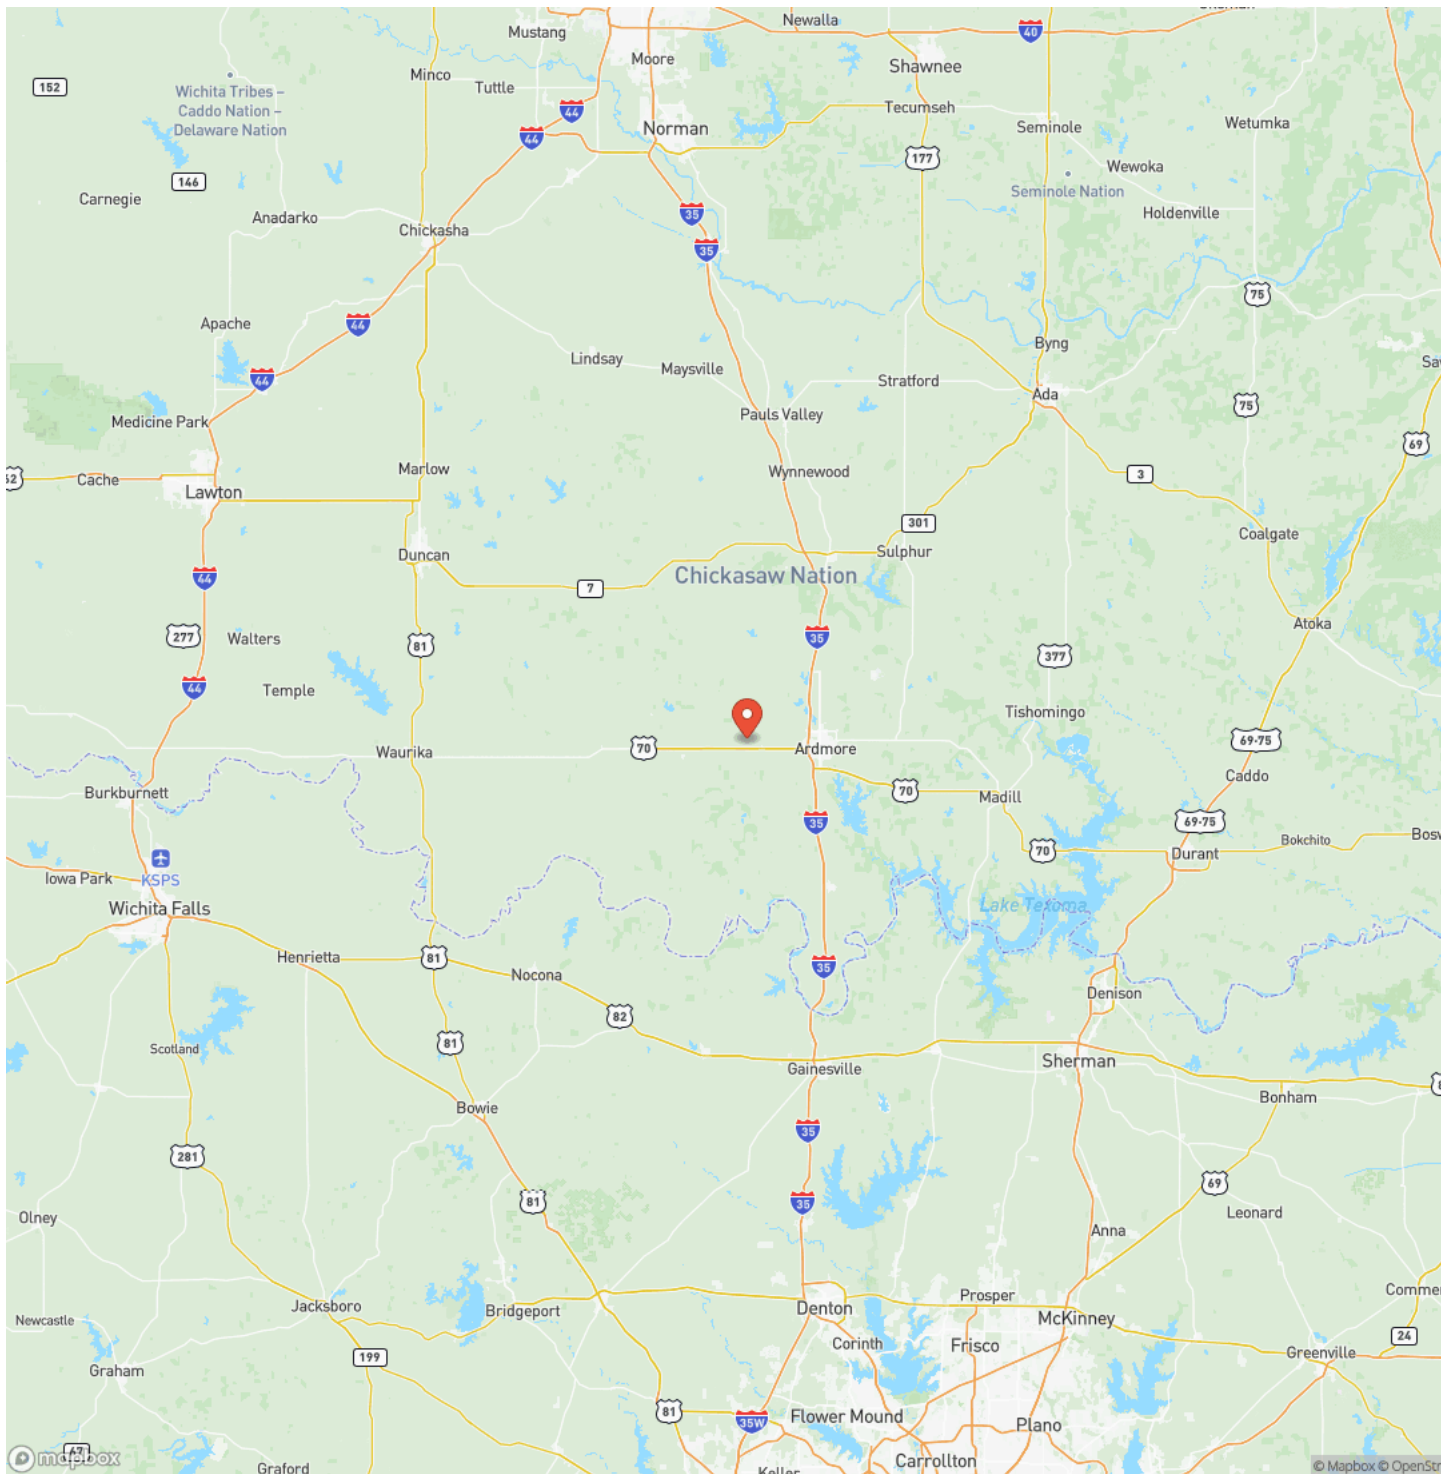 Newalla
Mustang
40
Moore
Shawnee
Minco
152
Tuttle
Wichita Tribes –
Caddo Nation –
Delaware Nation
44
Tecumseh
Norman
Seminole
Wetumka
44
177
Wewoka
146
Seminole Nation
Carnegie
Anadarko
35
Holdenville
Chickasha
35
75
Apache
44
Byng
Lindsay
Maysville
Stratford
44
Ada
75
Medicine Park
Pauls Valley
69
Marlow
Wynnewood
3
Cache
Lawton
301
Coalgate
Duncan
Sulphur
Chickasaw Nation
44
7
Atoka
277
Walters
81
35
377
44
Temple
Tishomingo
69-75
Waurika
70
Ardmore
Caddo
Burkburnett
70
Madill
35
69-75
Bokchito
70
Durant
KSPS
Iowa Park
Wichita Falls
Lake Texoma
Henrietta
81
Nocona
35
Denison
82
81
Scotland
Sherman
Gainesville
Bonham
Bowie
35
281
69
81
35
Olney
Leonard
Anna
Prosper
Jacksboro
Bridgeport
Denton
McKinney
Newcastle
Corinth
Frisco
24
Greenville
199
Graham
81
35W
Flower Mound
Plano
67
mapbox
Carrollton
Graford
Keller
© Mapbox © OpenStr